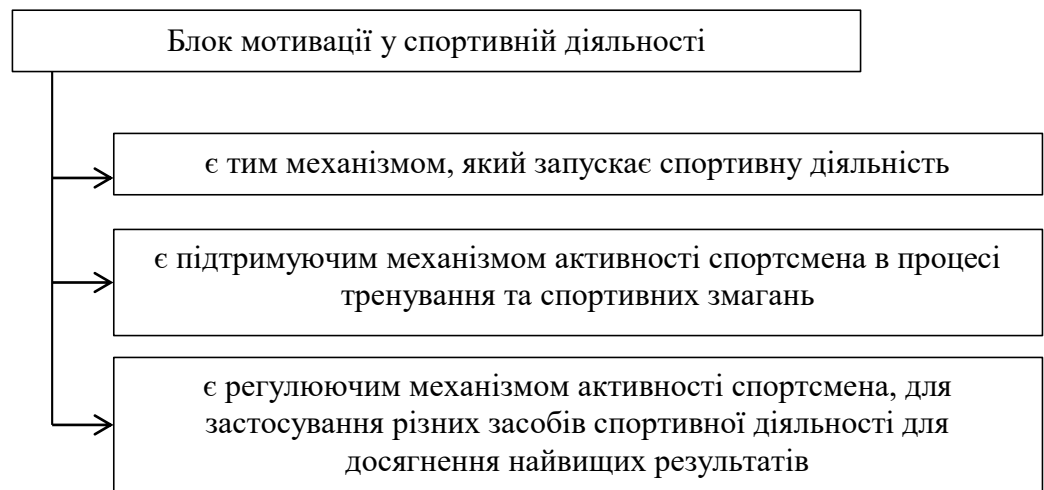 Блок мотивації у спортивній діяльності
є тим механізмом, який запускає спортивну діяльність
є підтримуючим механізмом активності спортсмена в процесі
тренування та спортивних змагань
є регулюючим механізмом активності спортсмена, для
застосування різних засобів спортивної діяльності для
досягнення найвищих результатів